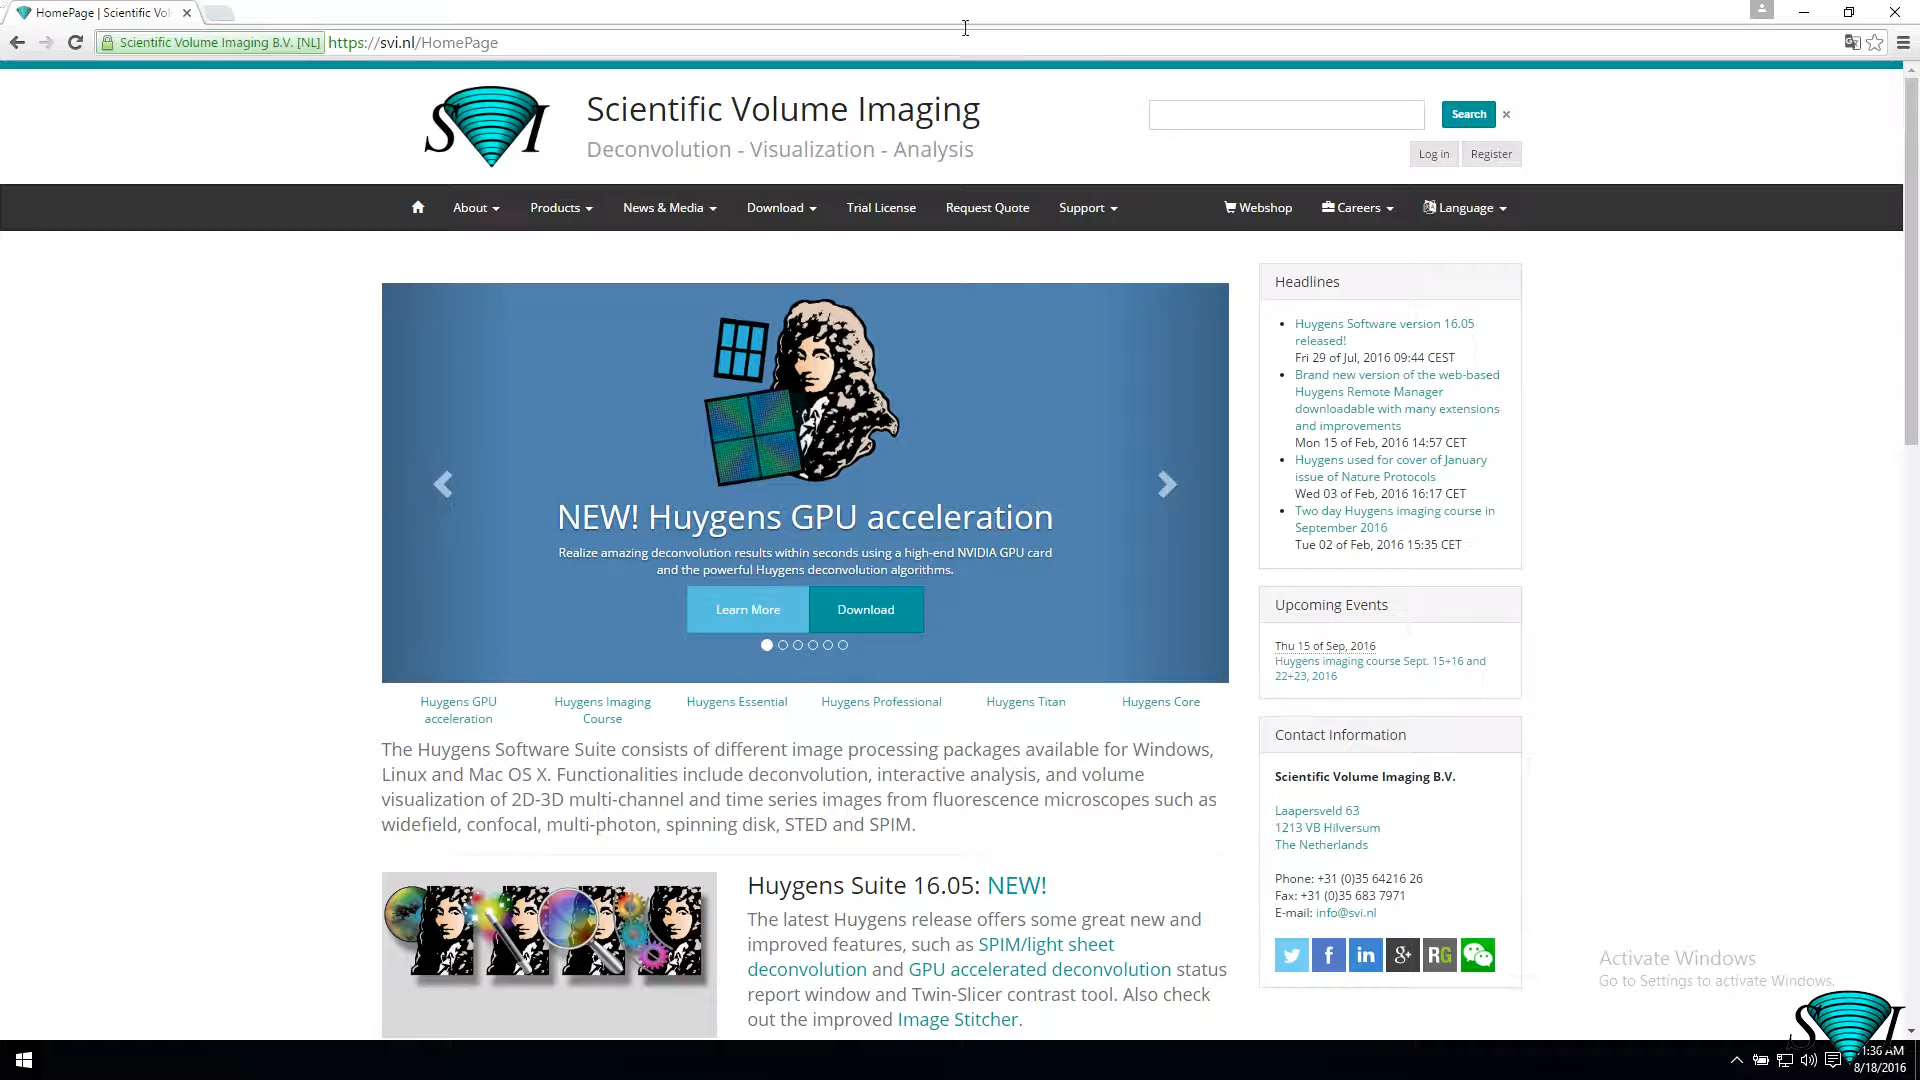 HomePage | Scientific Vol
Scientific Volume Imaging B.V. [NL] https://svi.nl/HomePage
SVI
Scientific Volume Imaging
Deconvolution - Visualization - Analysis
Search ×
Log in Register
About Products News & Media Download Trial License Request Quote Support Webshop Careers Language
NEW! Huygens GPU acceleration
Realize amazing deconvolution results within seconds using a high-end NVIDIA GPU card
and the powerful Huygens deconvolution algorithms.
Learn More Download
Huygens GPU
acceleration
Huygens Imaging
Course
Huygens Essential
Huygens Professional
Huygens Titan
Huygens Core
The Huygens Software Suite consists of different image processing packages available for Windows,
Linux and Mac OS X. Functionalities include deconvolution, interactive analysis, and volume
visualization of 2D-3D multi-channel and time series images from fluorescence microscopes such as
widefield, confocal, multi-photon, spinning disk, STED and SPIM.
Huygens Suite 16.05: NEW!
The latest Huygens release offers some great new and
improved features, such as SPIM/light sheet
deconvolution and GPU accelerated deconvolution status
report window and Twin-Slicer contrast tool. Also check
out the improved Image Stitcher.
Headlines
Huygens Software version 16.05
released!
Fri 29 of Jul, 2016 09:44 CEST
Brand new version of the web-based
Huygens Remote Manager
downloadable with many extensions
and improvements
Mon 15 of Feb, 2016 14:57 CET
Huygens used for cover of January
issue of Nature Protocols
Wed 03 of Feb, 2016 16:17 CET
Two day Huygens imaging course in
September 2016
Tue 02 of Feb, 2016 15:35 CET
Upcoming Events
Thu 15 of Sep, 2016
Huygens imaging course Sept. 15+16 and
22+23, 2016
Contact Information
Scientific Volume Imaging B.V.
Laapersveld 63
1213 VB Hilversum
The Netherlands
Phone: +31 (0)35 64216 26
Fax: +31 (0)35 683 7971
E-mail: info@svi.nl
f in g+ RG
Activate Windows
Go to Settings to activate Windows.
SVI
1:36 AM
8/18/2016